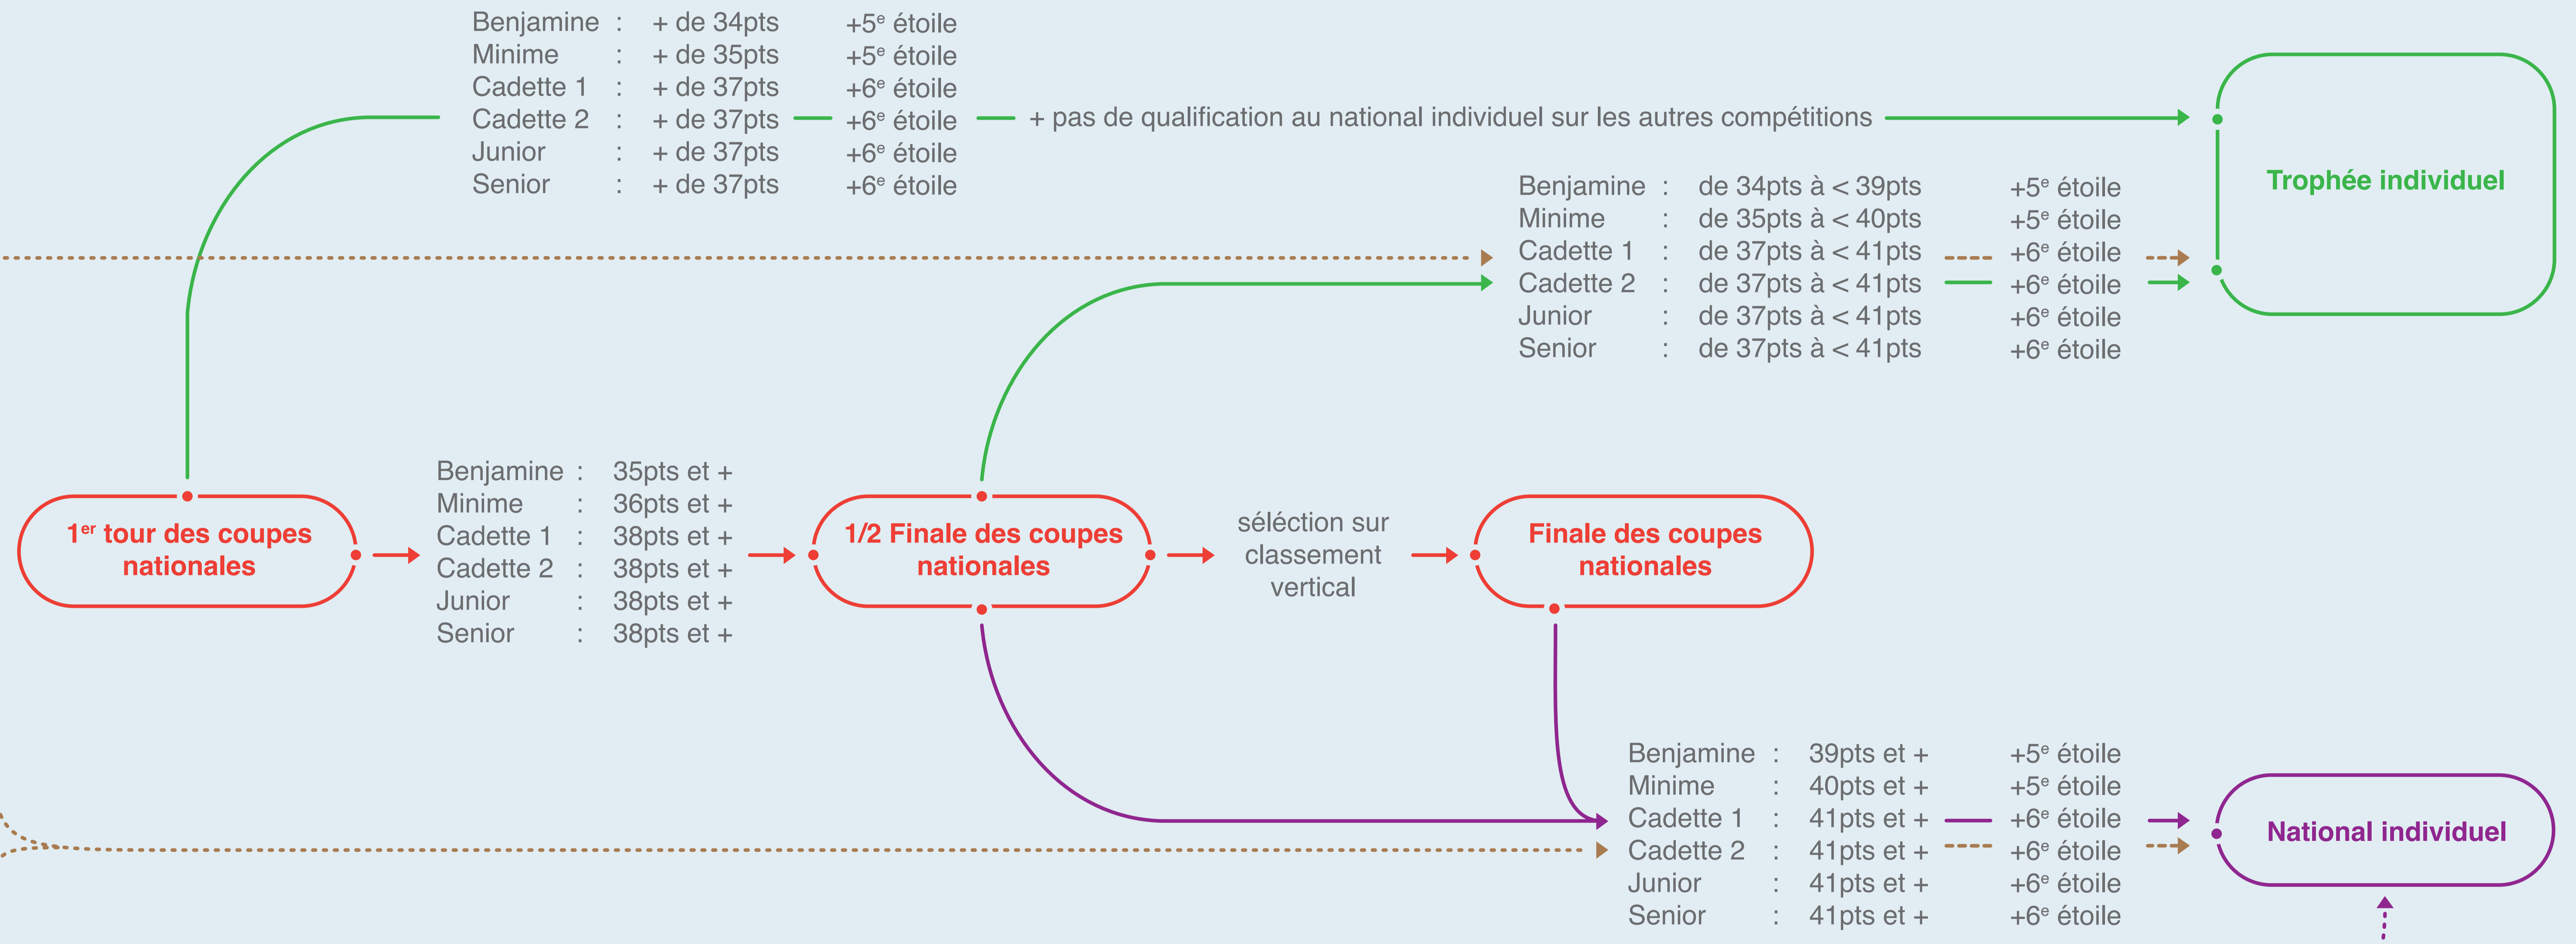 Benjamine : + de 34pts +5e étoile
Minime : + de 35pts +5e étoile
Cadette 1 : + de 37pts +6e étoile
Cadette 2 : + de 37pts +6e étoile + pas de qualification au national individuel sur les autres compétitions
Junior : + de 37pts +6e étoile
Senior : + de 37pts +6e étoile
Trophée individuel
Benjamine : de 34pts à < 39pts +5e étoile
Minime : de 35pts à < 40pts +5e étoile
Cadette 1 : de 37pts à < 41pts +6e étoile
Cadette 2 : de 37pts à < 41pts +6e étoile
Junior : de 37pts à < 41pts +6e étoile
Senior : de 37pts à < 41pts +6e étoile
1er tour des coupes
nationales
Benjamine : 35pts et +
Minime : 36pts et +
Cadette 1 : 38pts et +
Cadette 2 : 38pts et +
Junior : 38pts et +
Senior : 38pts et +
1/2 Finale des coupes
nationales
séléction sur
classement
vertical
Finale des coupes
nationales
Benjamine : 39pts et + +5e étoile
Minime : 40pts et + +5e étoile
Cadette 1 : 41pts et + +6e étoile
Cadette 2 : 41pts et + +6e étoile
Junior : 41pts et + +6e étoile
Senior : 41pts et + +6e étoile
National individuel